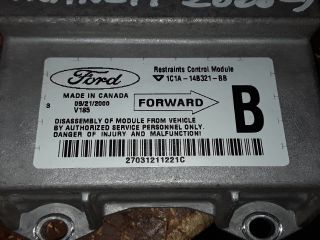 Ford
Restraints Control Module
1C1A-14B321-BB
MADE IN CANADA
09/21/2000
V185
S
FORWARD
B
DISASSEMBLY OF MODULE FROM VEHICLE
BY AUTHORIZED SERVICE PERSONNEL ONLY.
DANGER OF INJURY AND MALFUNCTION!
27031211221C